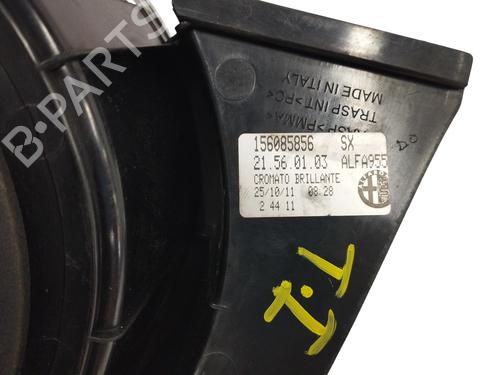 B-PARTS
MADE IN ITALY
TRASP INT>PC<
>PMMA<
156085856 SX
21.56.01.03 ALFA955
CROMATO BRILLANTE
25/10/11 08:28
2 44 11